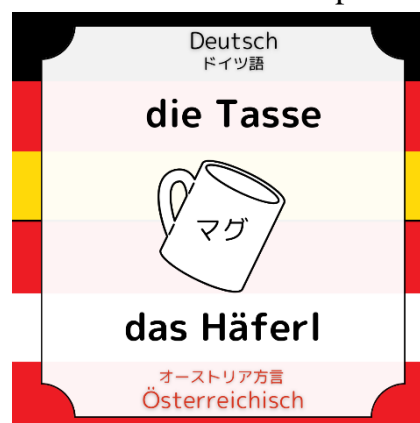 Deutsch
ドイツ語
die Tasse
マグ
das Häferl
オーストリア方言
Österreichisch